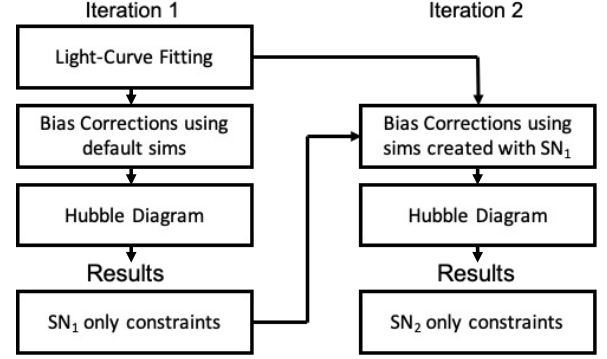 Iteration 1
Light-Curve Fitting
Bias Corrections using
default sims
Hubble Diagram
Results
SN₁ only constraints
Iteration 2
Bias Corrections using
sims created with SN₁
Hubble Diagram
Results
SN₂ only constraints